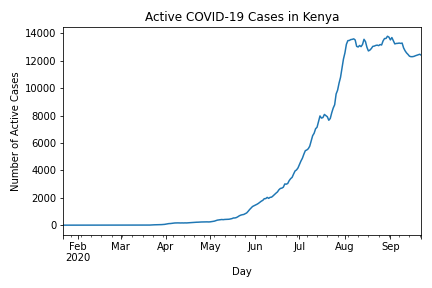 Active COVID-19 Cases in Kenya
14000
12000
10000
8000
6000
4000
2000
0
Number of Active Cases
Feb Mar Apr May Jun Jul Aug Sep
2020
Day